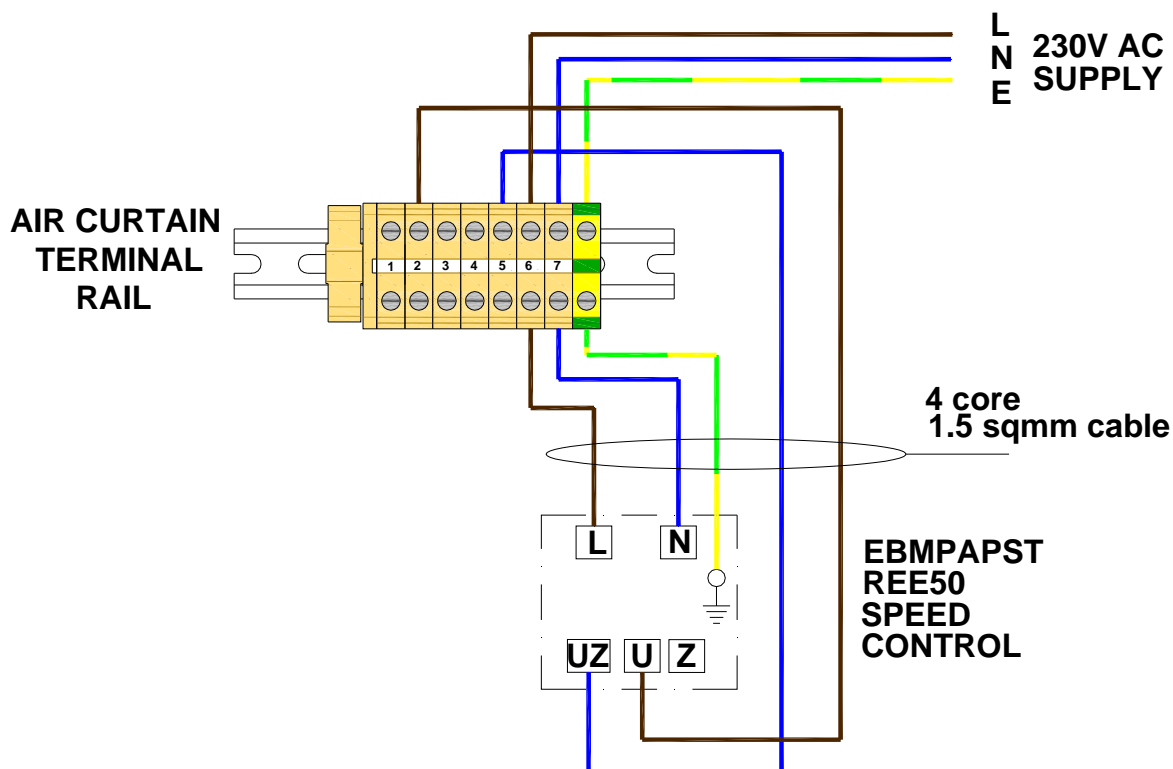 L
N
E
230V AC
SUPPLY
AIR CURTAIN
TERMINAL
RAIL
1 2 3 4 5 6 7
4 core
1.5 sqmm cable
L N
EBMPAPST
REE50
SPEED
CONTROL
UZ U Z